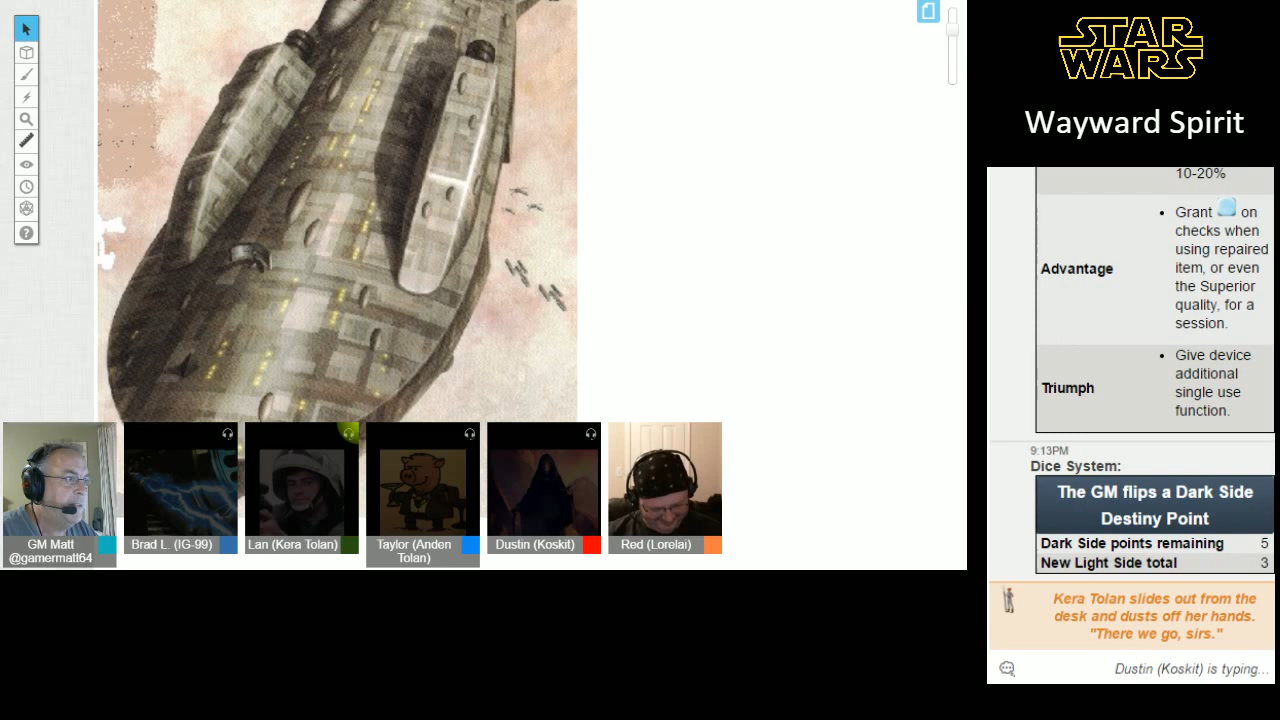 STAR
WARS
Wayward Spirit
10-20%
Advantage
• Grant on
checks when
using repaired
item, or even
the Superior
quality, for a
session.
Triumph
• Give device
additional
single use
function.
9:13PM
Dice System:
The GM flips a Dark Side
Destiny Point
Dark Side points remaining 5
New Light Side total 3
Kera Tolan slides out from the
desk and dusts off her hands.
"There we go, sirs."
Dustin (Koskit) is typing...
GM Matt
@gamermatt64
Brad L. (IG-99)
Lan (Kera Tolan)
Taylor (Anden
Tolan)
Dustin (Koskit)
Red (Lorelai)